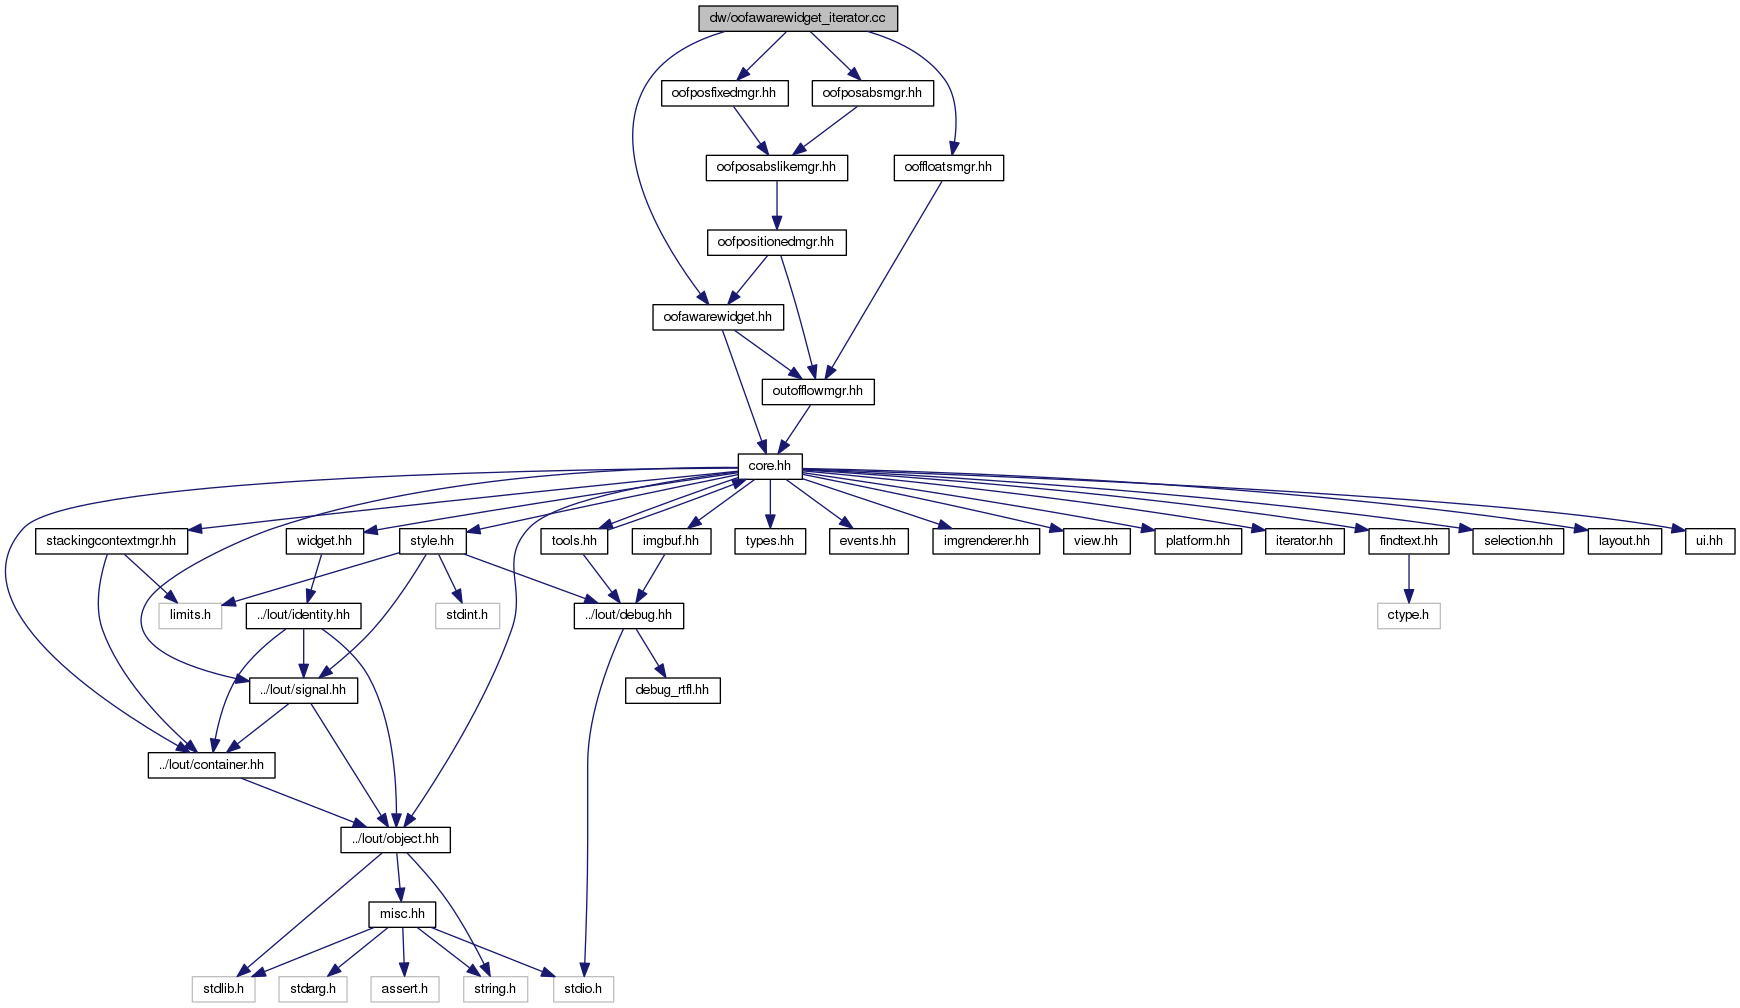 dw/oofawarewidget_iterator.cc
oofposfixedmgr.hh
oofposabsmgr.hh
oofposabslikemgr.hh
ooffloatsmgr.hh
oofpositionedmgr.hh
oofawarewidget.hh
outofflowmgr.hh
core.hh
stackingcontextmgr.hh
widget.hh
style.hh
tools.hh
imgbuf.hh
types.hh
events.hh
imgrenderer.hh
view.hh
platform.hh
iterator.hh
findtext.hh
selection.hh
layout.hh
ui.hh
limits.h
../lout/identity.hh
stdint.h
../lout/debug.hh
ctype.h
../lout/signal.hh
debug_rtfl.hh
../lout/container.hh
../lout/object.hh
misc.hh
stdlib.h
stdarg.h
assert.h
string.h
stdio.h